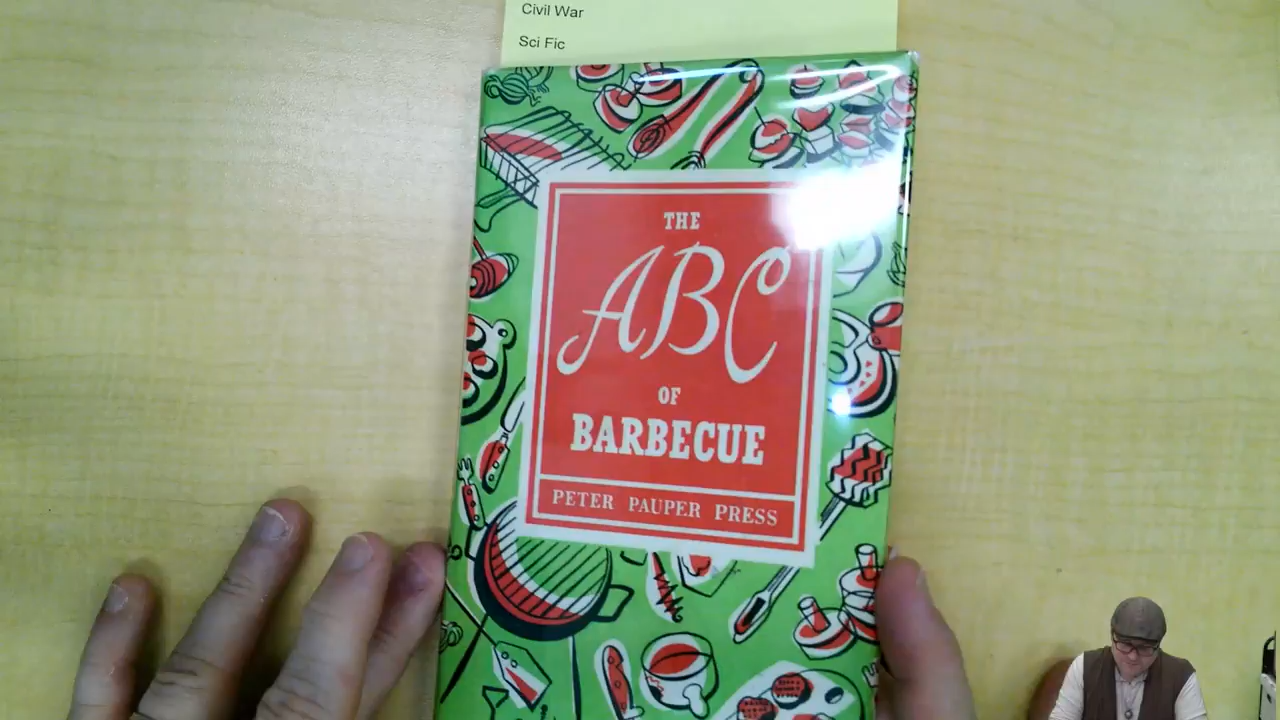 Civil War
Sci Fic
THE
ABC
OF
BARBECUE
PETER PAUPER PRESS